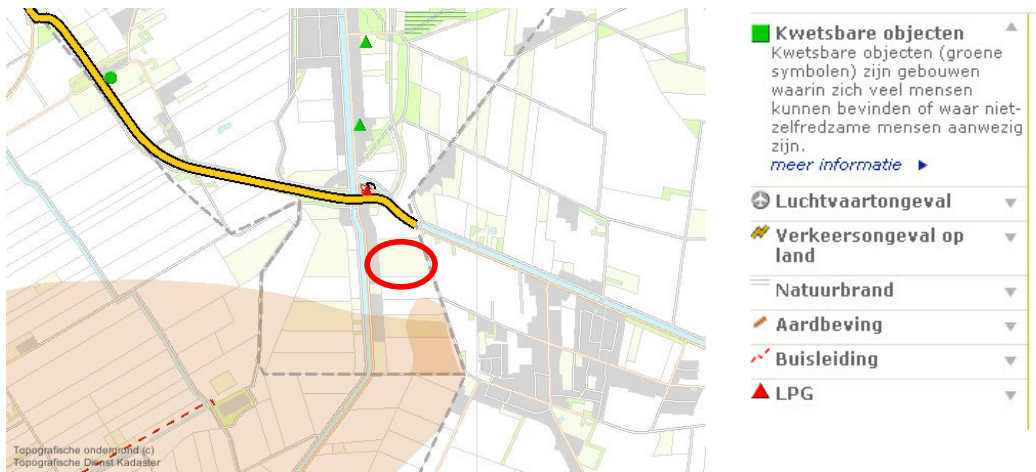 Kwetsbare objecten
Kwetsbare objecten (groene
symbolen) zijn gebouwen
waarin zich veel mensen
kunnen bevinden of waar niet-
zelfredzame mensen aanwezig
zijn.
meer informatie
Luchtvaartongeval
Verkeersongeval op
land
Natuurbrand
Aardbeving
Buisleiding
LPG
Topografische ondergrond (c)
Topografische Dienst Kadaster